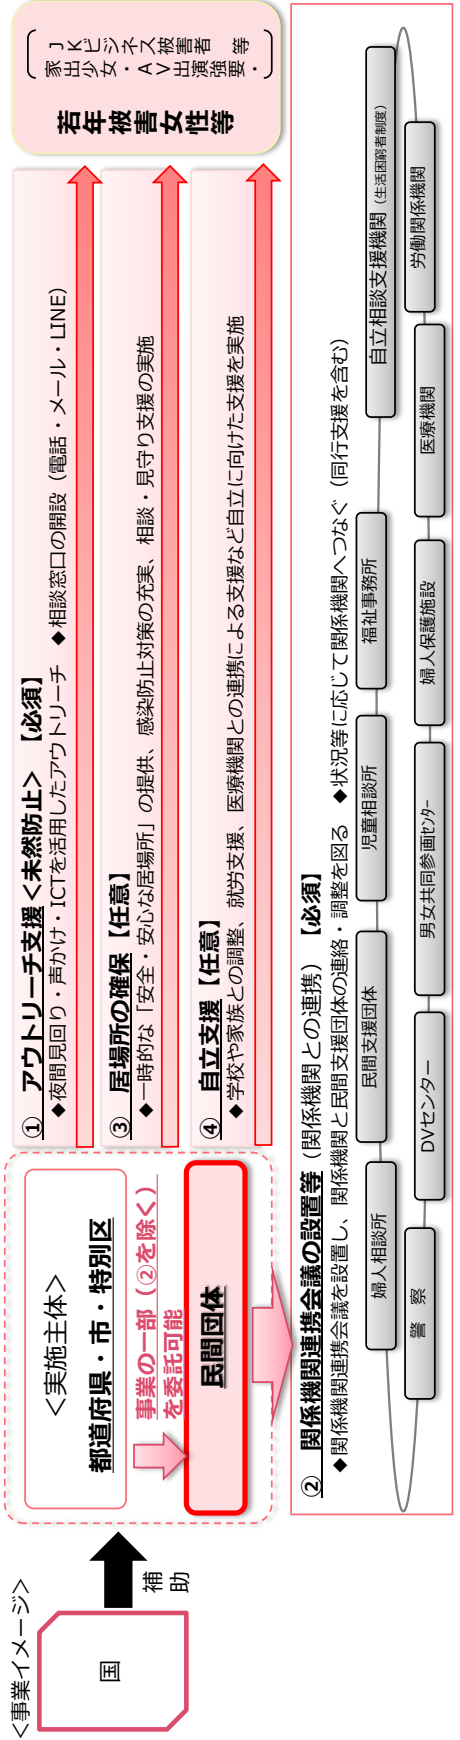 ＜事業イメージ＞
国
補助
＜実施主体＞
都道府県・市・特別区
事業の一部（②を除く）
を委託可能
民間団体
① アウトリーチ支援＜未然防止＞【必須】
◆夜間見回り・声かけ・ICTを活用したアウトリーチ ◆相談窓口の開設（電話・メール・LINE）
③ 居場所の確保【任意】
◆一時的な「安全・安心な居場所」の提供、感染防止対策の充実、相談・見守り支援の実施
④ 自立支援【任意】
◆学校や家族との調整、就労支援、医療機関との連携による支援など自立に向けた支援を実施
若年被害女性等
ＪＫビジネス被害者 等
家出少女・ＡＶ出演強要・
② 関係機関連携会議の設置等（関係機関との連携）【必須】
◆関係機関連携会議を設置し、関係機関と民間支援団体の連絡・調整を図る ◆状況等に応じて関係機関へつなぐ（同行支援を含む）
婦人相談所
民間支援団体
児童相談所
福祉事務所
自立相談支援機関（生活困窮者制度）
警 察
DVセンター
男女共同参画ｾﾝﾀｰ
婦人保護施設
医療機関
労働関係機関